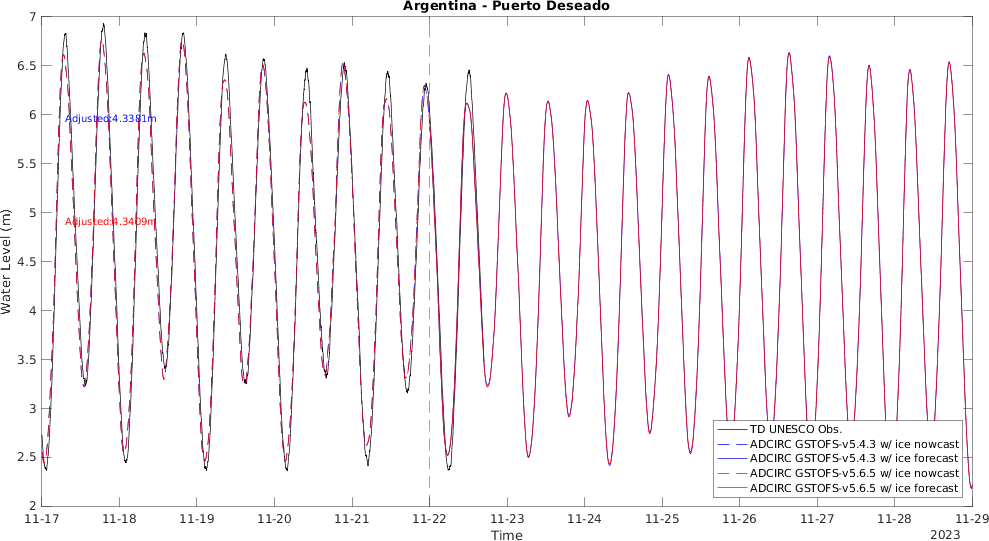 Argentina - Puerto Deseado
7
6.5
6
5.5
5
4.5
4
3.5
3
2.5
2
Water Level (m)
Adjusted:4.3381m
Adjusted:4.3409m
TD UNESCO Obs.
ADCIRC GSTOFS-v5.4.3 w/ ice nowcast
ADCIRC GSTOFS-v5.4.3 w/ ice forecast
ADCIRC GSTOFS-v5.6.5 w/ ice nowcast
ADCIRC GSTOFS-v5.6.5 w/ ice forecast
11-17 11-18 11-19 11-20 11-21 11-22 11-23 11-24 11-25 11-26 11-27 11-28 11-29
Time
2023